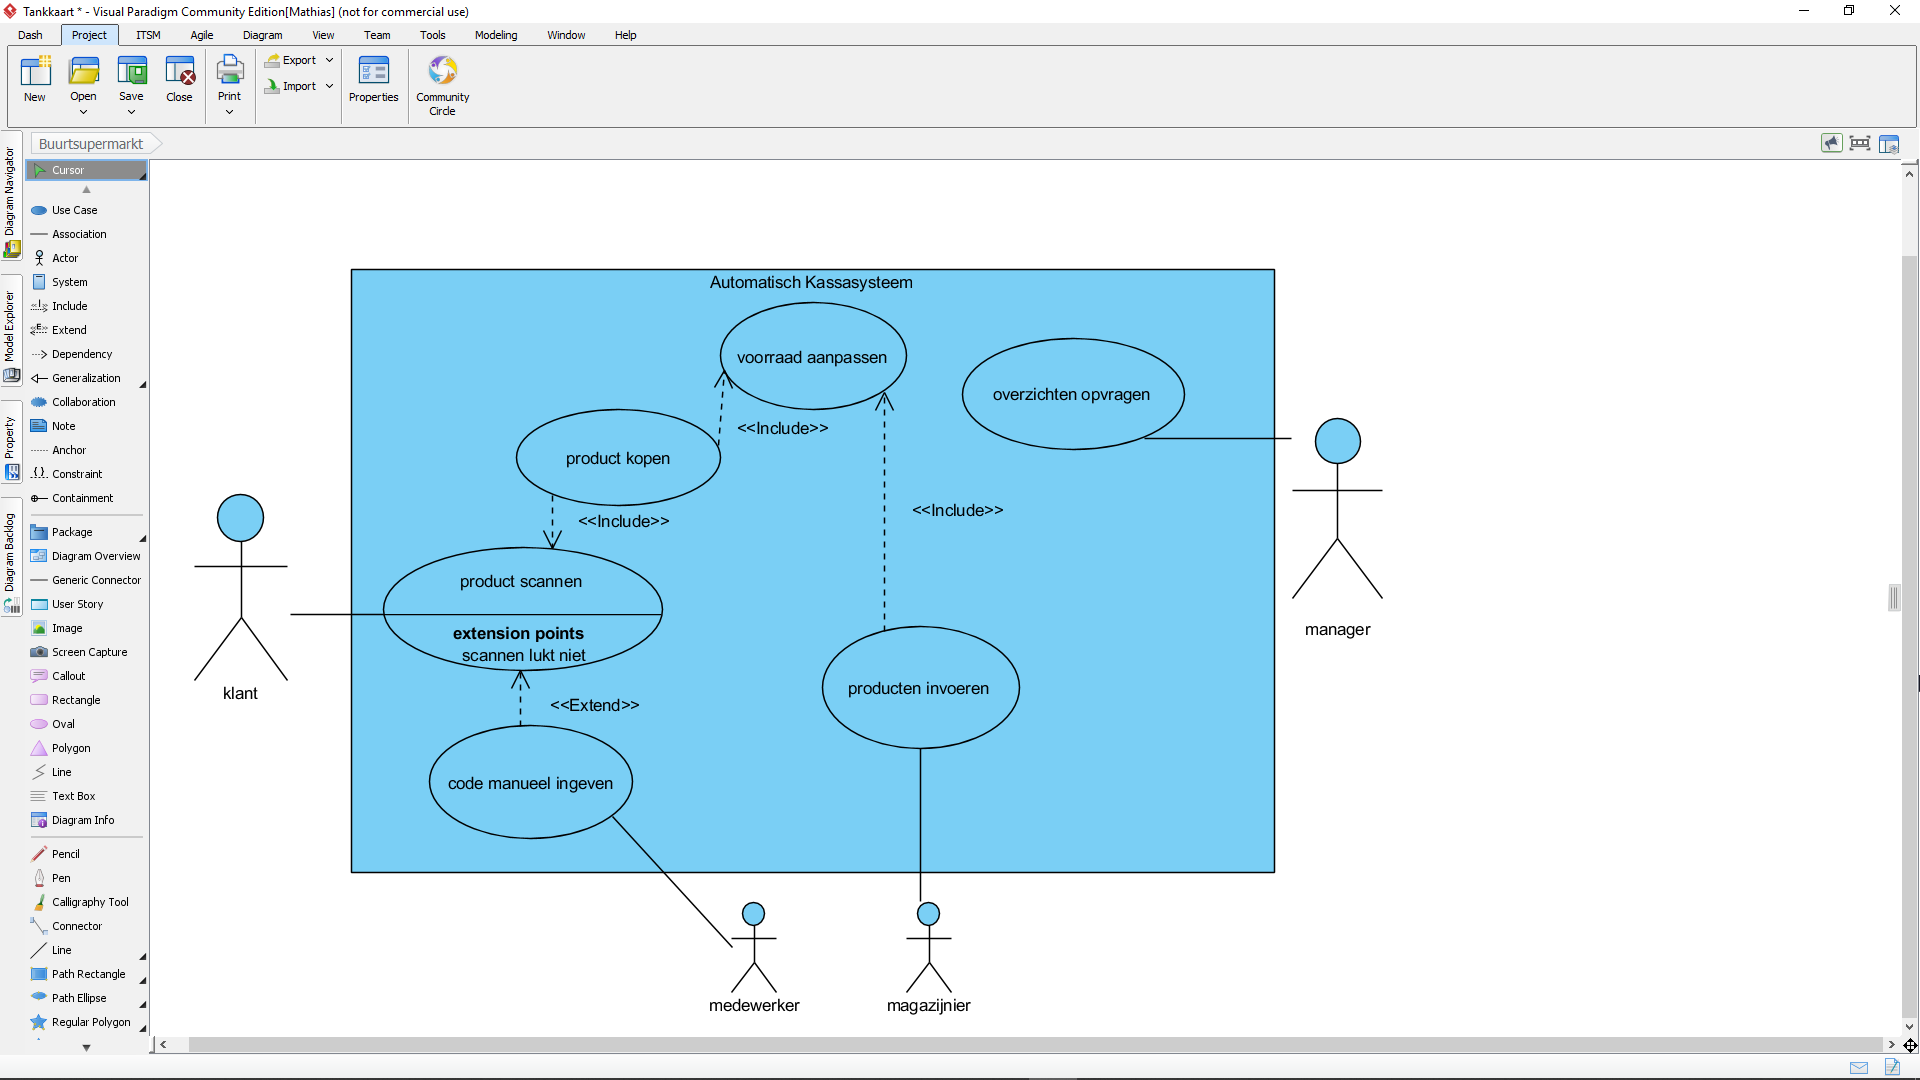 Tankkaart * - Visual Paradigm Community Edition[Mathias] (not for commercial use)
Dash Project ITSM Agile Diagram View Team Tools Modeling Window Help
New Open Save Close Print Export Import Properties Community Circle
Buurtsupermarkt
Diagram Navigator
Model Explorer
Property
Diagram Backlog
Cursor
Use Case
Association
Actor
System
Include
Extend
Dependency
Generalization
Collaboration
Note
Anchor
Constraint
Containment
Package
Diagram Overview
Generic Connector
User Story
Image
Screen Capture
Callout
Rectangle
Oval
Polygon
Line
Text Box
Diagram Info
Pencil
Pen
Calligraphy Tool
Connector
Line
Path Rectangle
Path Ellipse
Regular Polygon
Automatisch Kassasysteem
voorraad aanpassen
overzichten opvragen
<<Include>>
product kopen
<<Include>>
<<Include>>
product scannen
extension points
scannen lukt niet
manager
producten invoeren
klant
<<Extend>>
code manueel ingeven
medewerker
magazijnier